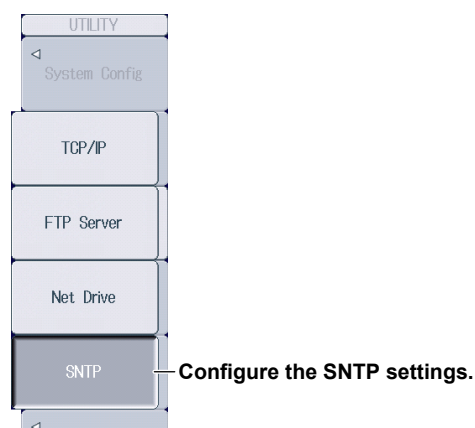 UTILITY
System Config
TCP/IP
FTP Server
Net Drive
SNTP
Configure the SNTP settings.